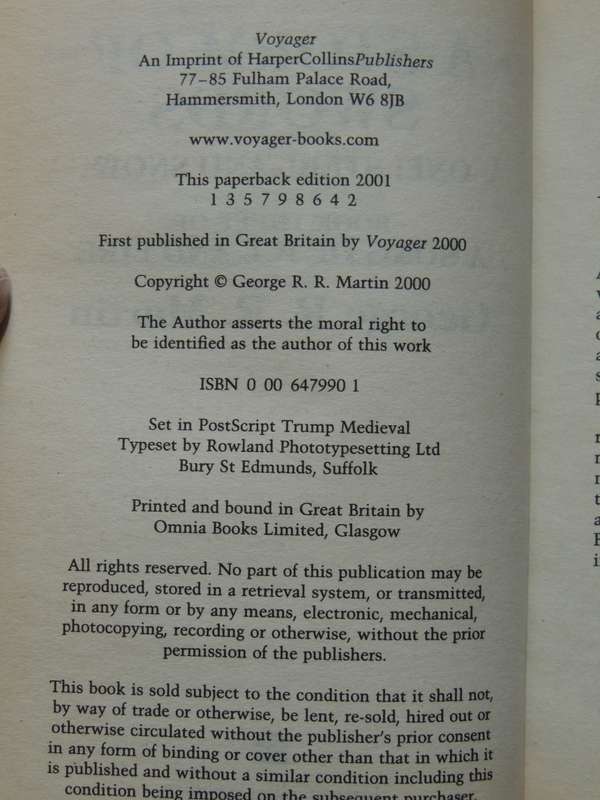 Voyager
An Imprint of HarperCollinsPublishers
77–85 Fulham Palace Road,
Hammersmith, London W6 8JB
www.voyager-books.com
This paperback edition 2001
1 3 5 7 9 8 6 4 2
First published in Great Britain by Voyager 2000
Copyright © George R. R. Martin 2000
The Author asserts the moral right to
be identified as the author of this work
ISBN 0 00 647990 1
Set in PostScript Trump Medieval
Typeset by Rowland Phototypesetting Ltd
Bury St Edmunds, Suffolk
Printed and bound in Great Britain by
Omnia Books Limited, Glasgow
All rights reserved. No part of this publication may be
reproduced, stored in a retrieval system, or transmitted,
in any form or by any means, electronic, mechanical,
photocopying, recording or otherwise, without the prior
permission of the publishers.
This book is sold subject to the condition that it shall not,
by way of trade or otherwise, be lent, re-sold, hired out or
otherwise circulated without the publisher's prior consent
in any form of binding or cover other than that in which it
is published and without a similar condition including this
condition being imposed on the subsequent purchaser.